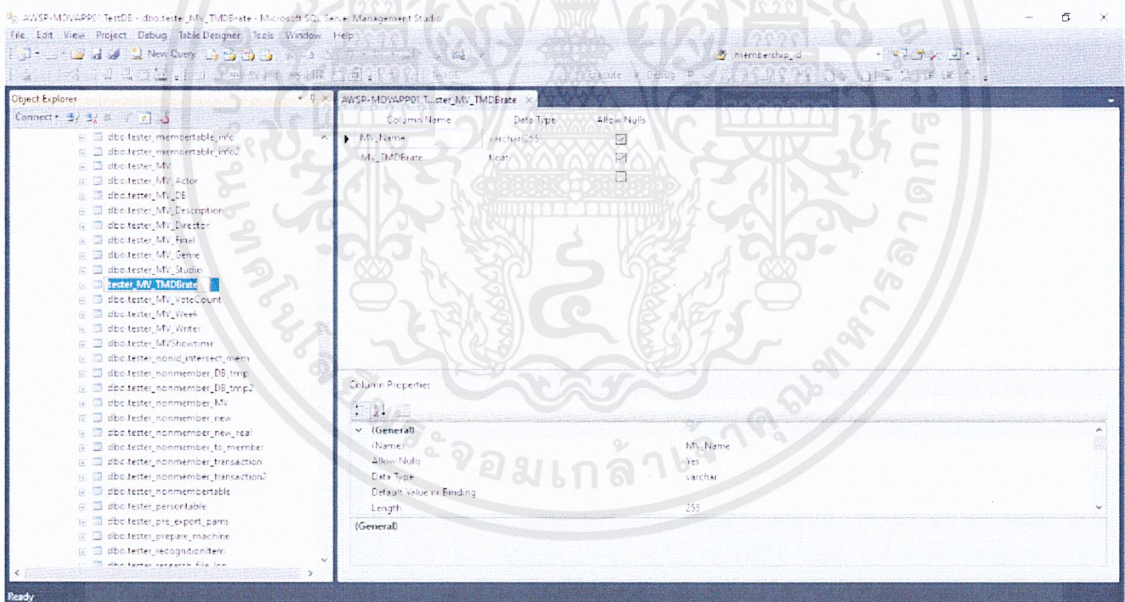 AWSP-MOVAPP01.TestDB - dbo.tester_MV_TMDBrate - Microsoft SQL Server Management Studio
File Edit View Project Debug Table Designer Tools Window Help
New Query
membership_id
Execute Debug
Object Explorer
AWSP-MOVAPP01.T...ster_MV_TMDBrate
Connect
Column Name Data Type Allow Nulls
MV_Name varchar(255)
MV_TMDBrate float
dbo.tester_membertable_info
dbo.tester_membertable_info2
dbo.tester_MV
dbo.tester_MV_Actor
dbo.tester_MV_DB
dbo.tester_MV_Description
dbo.tester_MV_Director
dbo.tester_MV_Final
dbo.tester_MV_Genre
dbo.tester_MV_Studio
tester_MV_TMDBrate
dbo.tester_MV_VoteCount
dbo.tester_MV_Week
dbo.tester_MV_Writer
dbo.tester_MVShowtime
dbo.tester_nonid_intersect_mem
dbo.tester_nonmember_DB_tmp
dbo.tester_nonmember_DB_tmp2
dbo.tester_nonmember_MV
dbo.tester_nonmember_new
dbo.tester_nonmember_new_real
dbo.tester_nonmember_to_member
dbo.tester_nonmember_transaction
dbo.tester_nonmember_transaction2
dbo.tester_nonmembertable
dbo.tester_persontable
dbo.tester_pre_export_pams
dbo.tester_prepare_machine
dbo.tester_recognitionitem
dbo.tester_research_file_log
Column Properties
(General)
(Name) MV_Name
Allow Nulls Yes
Data Type varchar
Default Value or Binding
Length 255
(General)
Ready